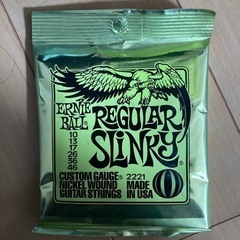 ERNIE
BALL
REGULAR
SLINKY
10
13
17
26
36
46
CUSTOM GAUGE®
NICKEL WOUND
GUITAR STRINGS
2221
MADE
IN USA